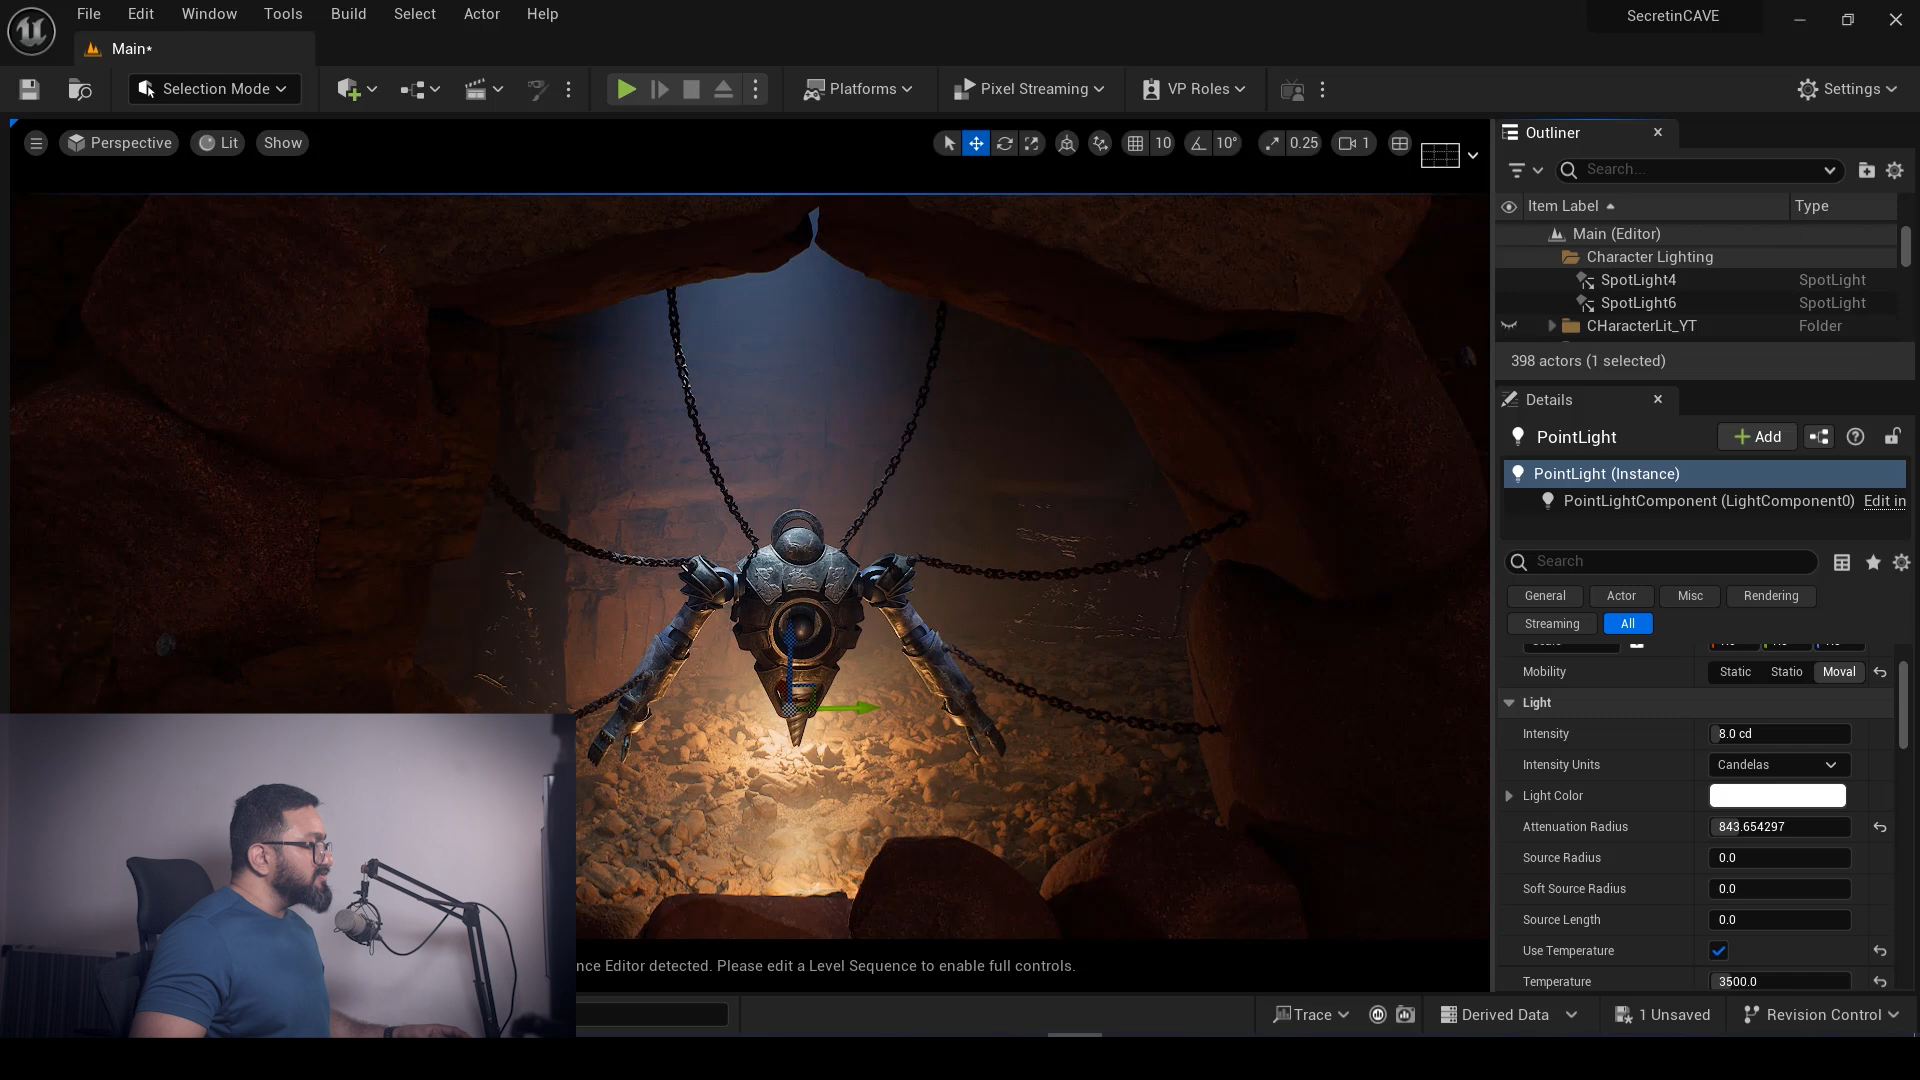 File Edit Window Tools Build Select Actor Help
SecretinCAVE
Main*
Selection Mode
Platforms
Pixel Streaming
VP Roles
Settings
Perspective
Lit
Show
10
10°
0.25
1
Outliner
Search...
Item Label
Type
Main (Editor)
Character Lighting
SpotLight4 SpotLight
SpotLight6 SpotLight
CHaracterLit_YT Folder
398 actors (1 selected)
Details
PointLight
Add
PointLight (Instance)
PointLightComponent (LightComponent0) Edit in
Search
General Actor Misc Rendering
Streaming All
Mobility Static Statio Moval
Light
Intensity 8.0 cd
Intensity Units Candelas
Light Color
Attenuation Radius 843.654297
Source Radius 0.0
Soft Source Radius 0.0
Source Length 0.0
Use Temperature
Temperature 3500.0
nce Editor detected. Please edit a Level Sequence to enable full controls.
Trace
Derived Data
1 Unsaved
Revision Control